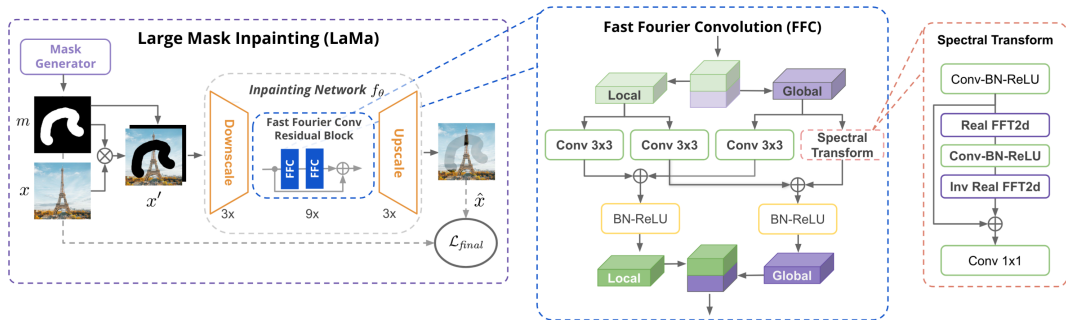 Large Mask Inpainting (LaMa)
Mask
Generator
m
x
x′
Inpainting Network fθ
Downscale
Fast Fourier Conv
Residual Block
FFC
FFC
Upscale
3x
9x
3x
x̂
ℒfinal
Fast Fourier Convolution (FFC)
Local
Global
Conv 3x3
Conv 3x3
Conv 3x3
Spectral
Transform
BN-ReLU
BN-ReLU
Local
Global
Spectral Transform
Conv-BN-ReLU
Real FFT2d
Conv-BN-ReLU
Inv Real FFT2d
Conv 1x1